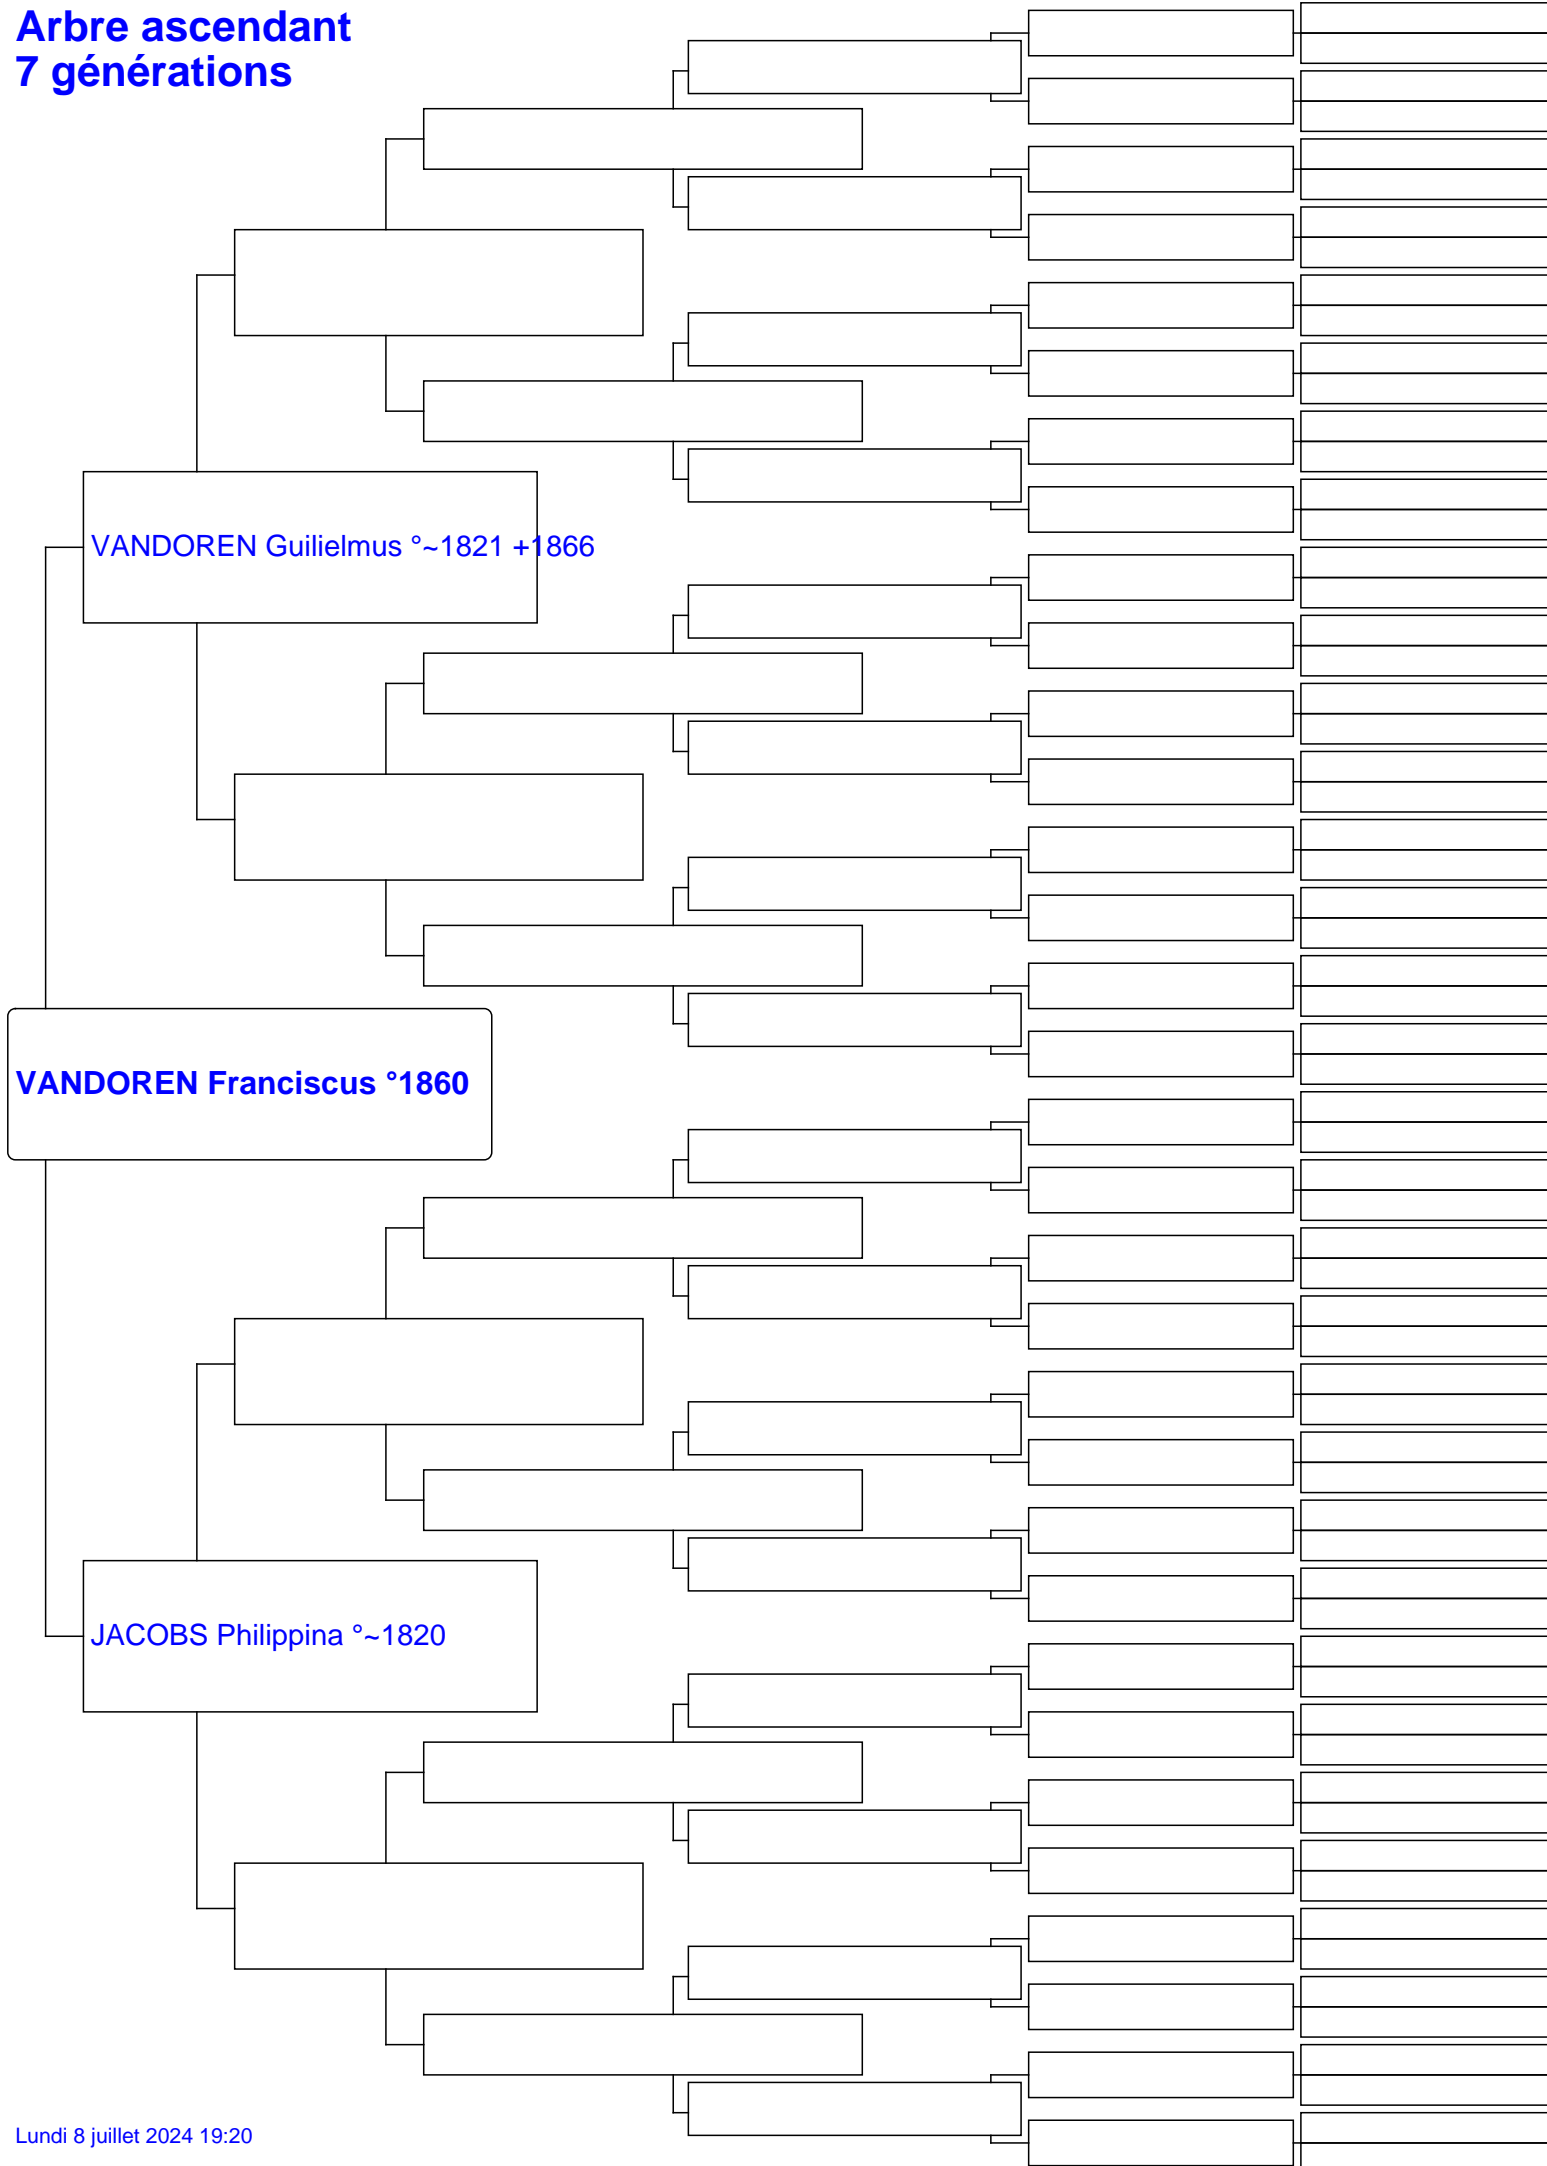 Arbre ascendant
7 générations
VANDOREN Guilielmus °~1821 +1866
VANDOREN Franciscus °1860
JACOBS Philippina °~1820
Lundi 8 juillet 2024 19:20